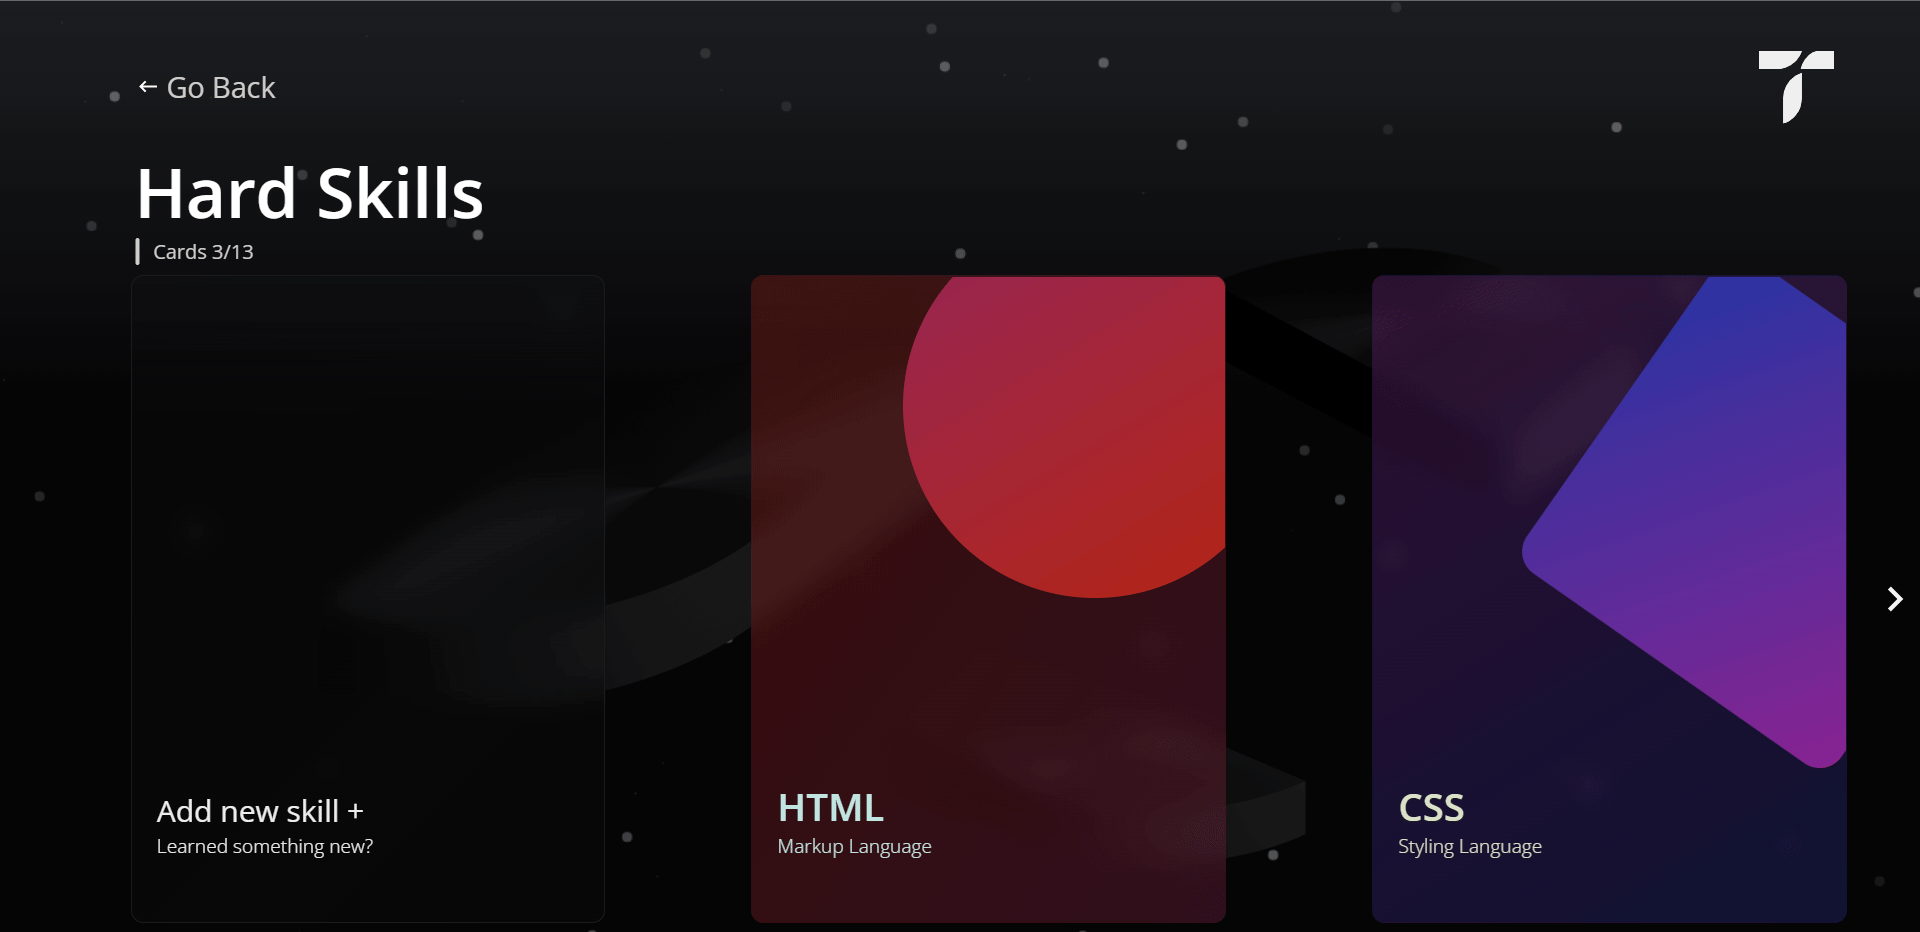 Go Back
Hard Skills
Cards 3/13
Add new skill +
Learned something new?
HTML
Markup Language
CSS
Styling Language